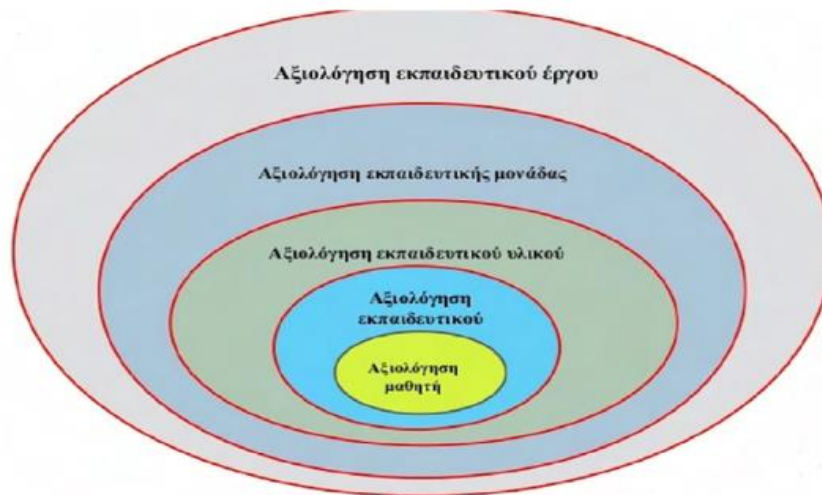 Αξιολόγηση εκπαιδευτικού έργου
Αξιολόγηση εκπαιδευτικής μονάδας
Αξιολόγηση εκπαιδευτικού υλικού
Αξιολόγηση
εκπαιδευτικού
Αξιολόγηση
μαθητή